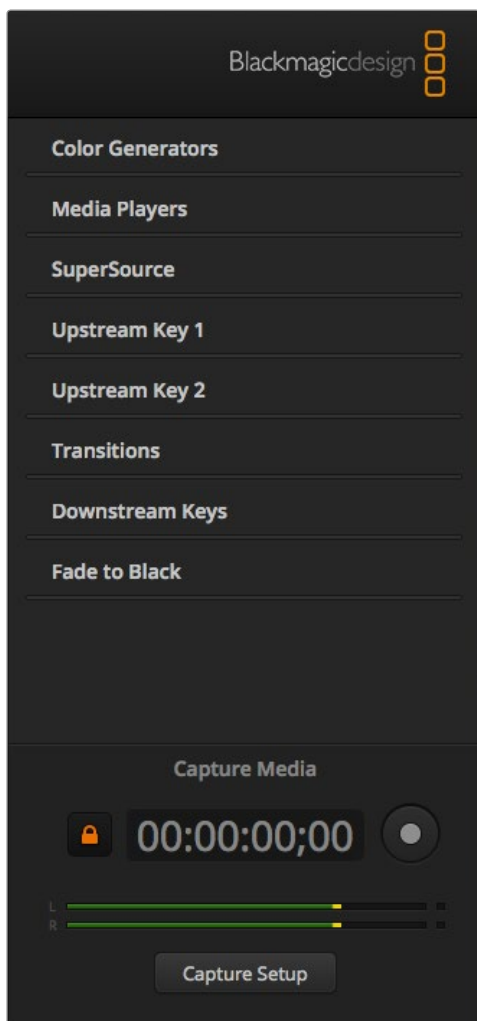 Blackmagicdesign
Color Generators
Media Players
SuperSource
Upstream Key 1
Upstream Key 2
Transitions
Downstream Keys
Fade to Black
Capture Media
00:00:00;00
L
R
Capture Setup